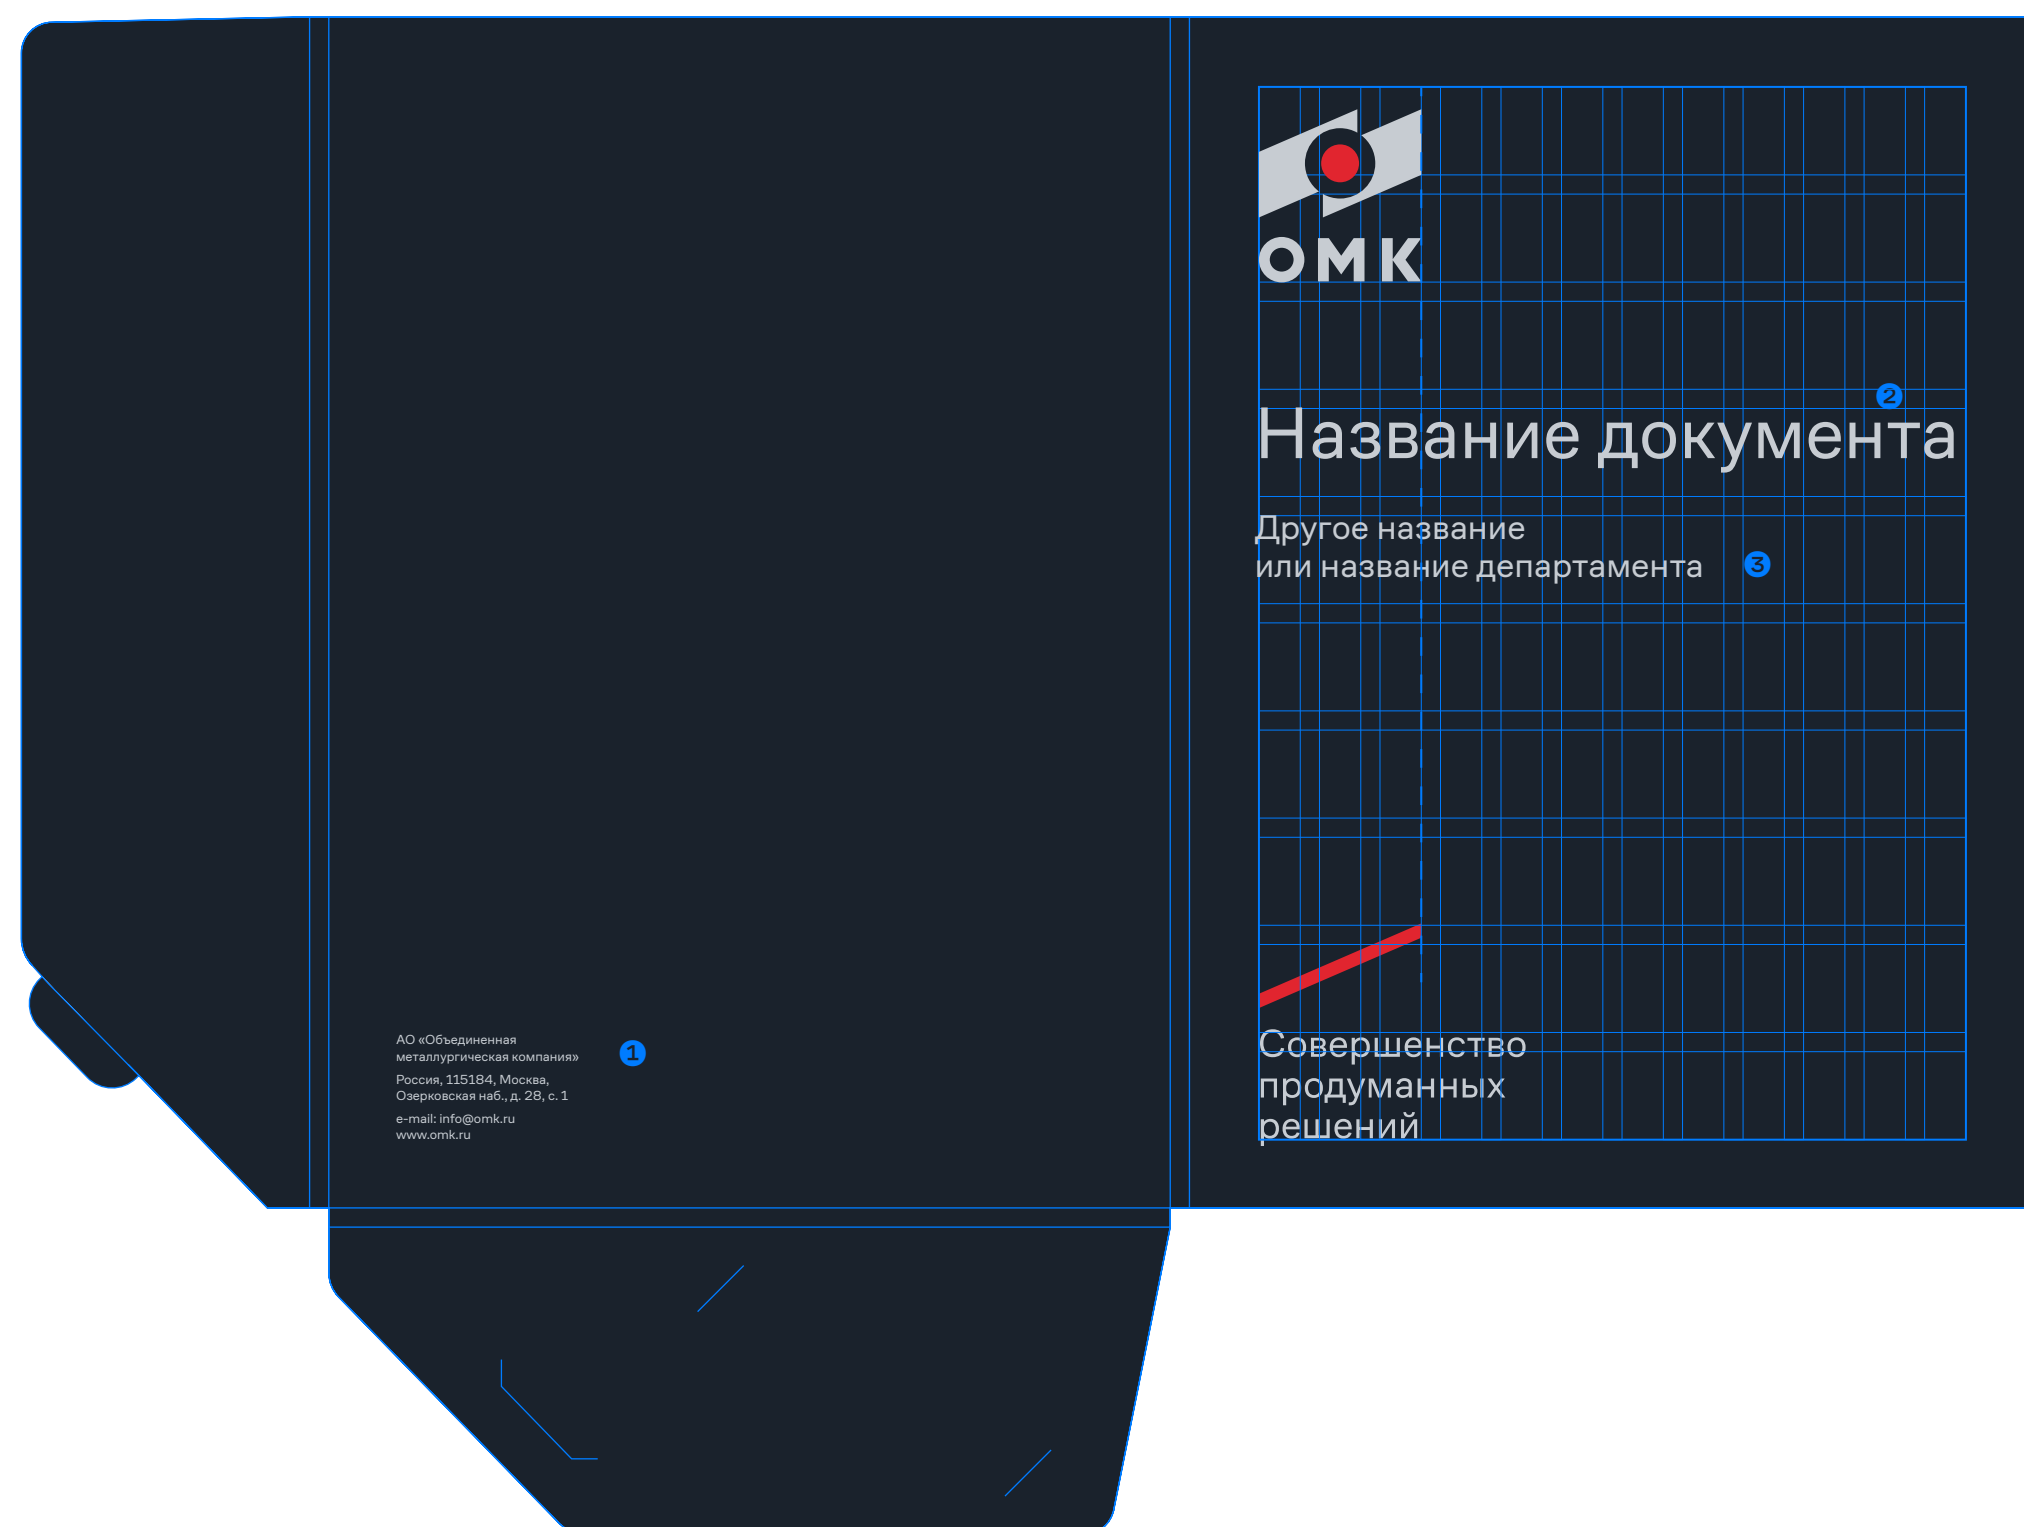 ОМК
2
Название документа
Другое название
или название департамента
3
Совершенство
продуманных
решений
АО «Объединенная
металлургическая компания»
1
Россия, 115184, Москва,
Озерковская наб., д. 28, с. 1
e-mail: info@omk.ru
www.omk.ru